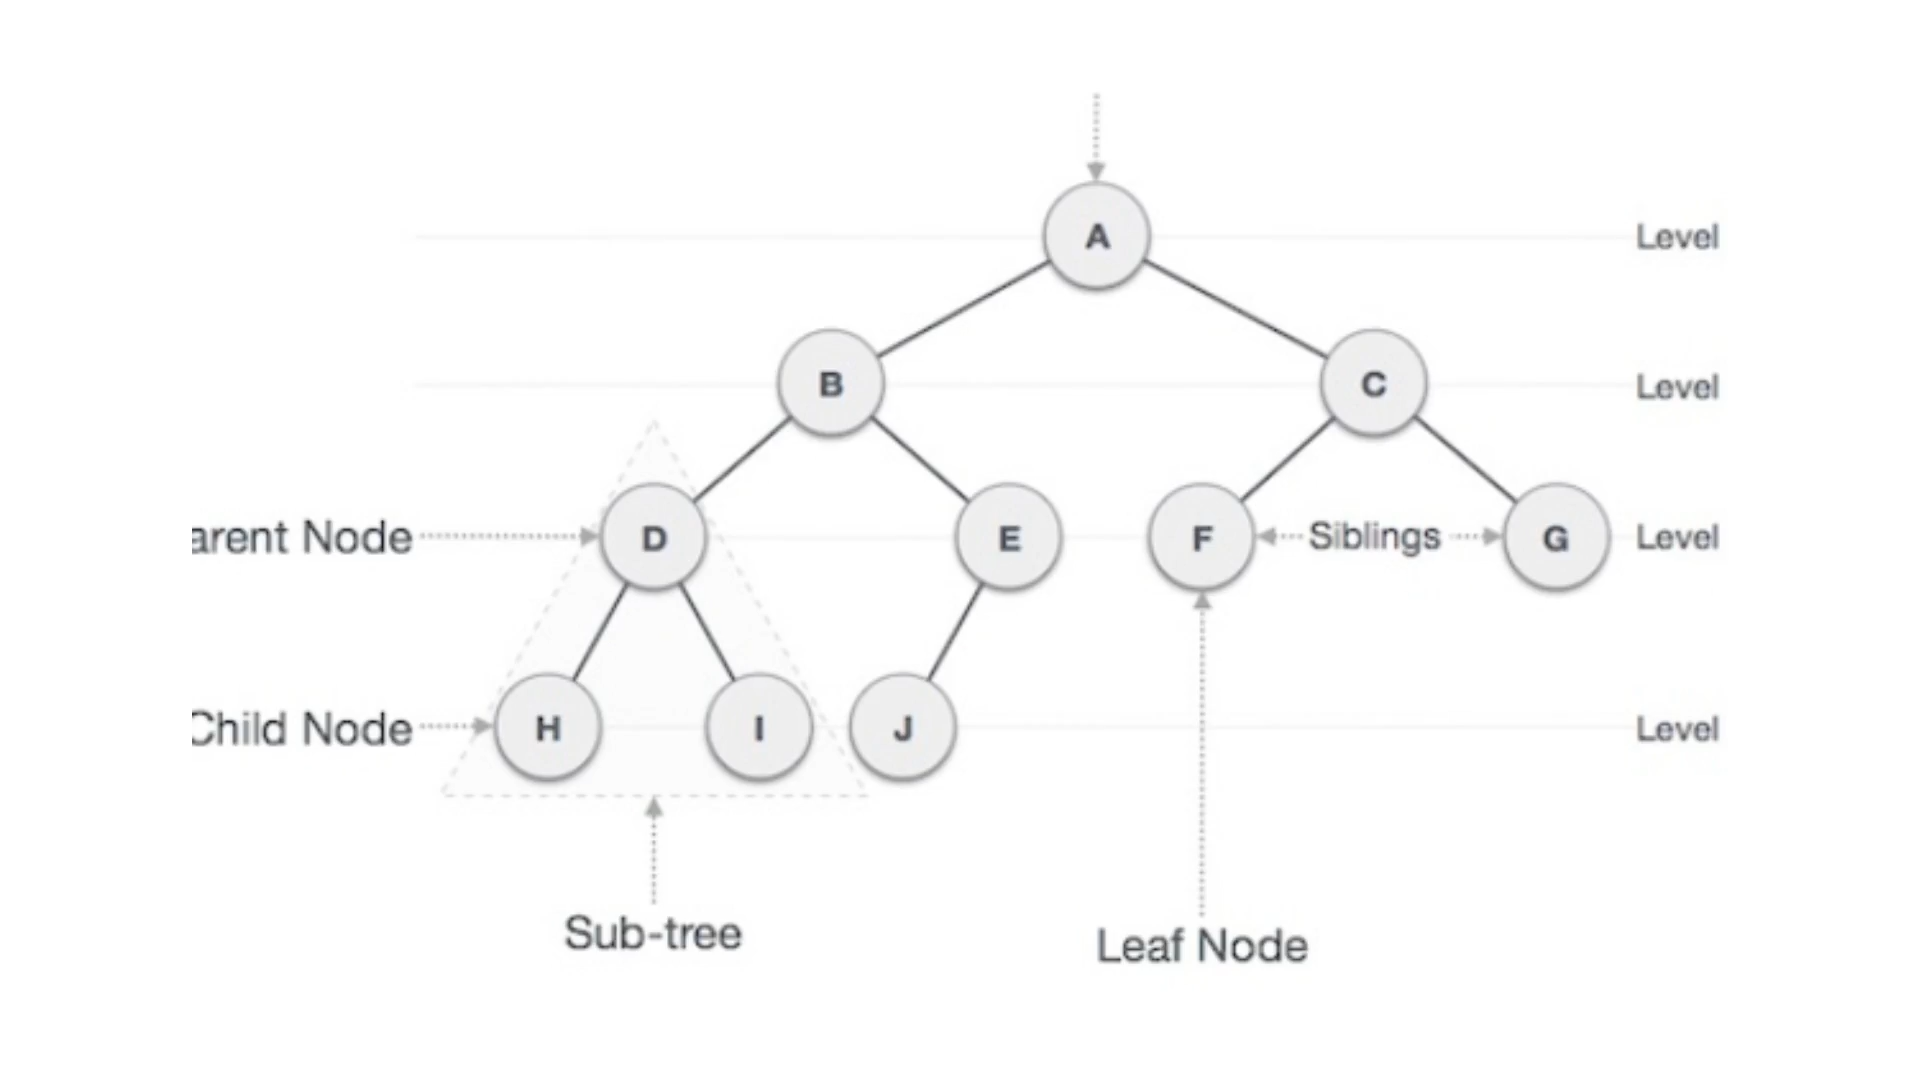 A
Level
B
C
Level
arent Node
D
E
F
Siblings
G
Level
Child Node
H
I
J
Level
Sub-tree
Leaf Node